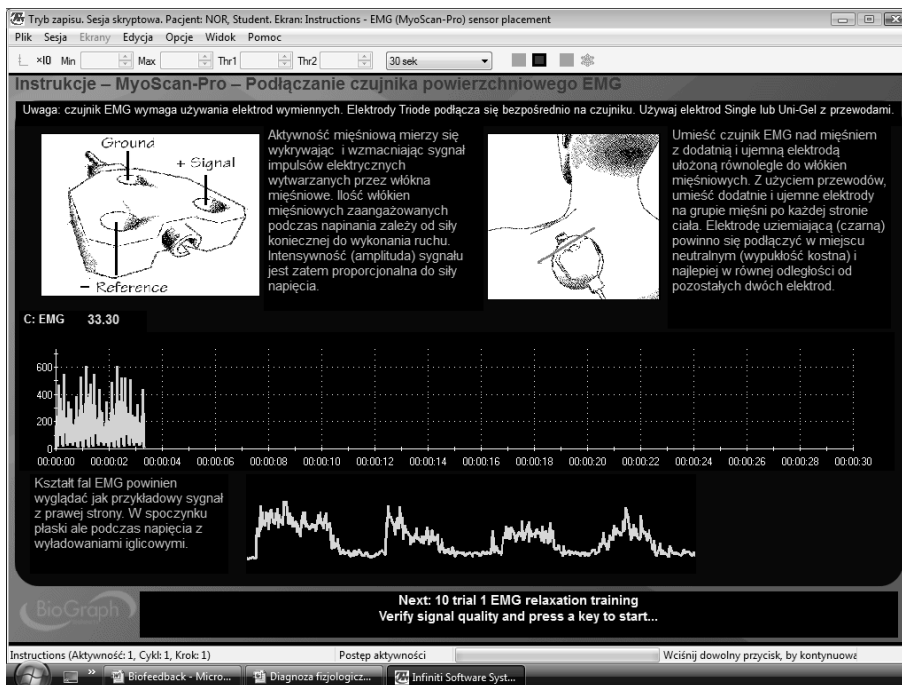 Tryb zapisu. Sesja skryptowa. Pacjent: NOR, Student. Ekran: Instructions - EMG (MyoScan-Pro) sensor placement
Plik Sesja Ekrany Edycja Opcje Widok Pomoc
×10 Min Max Thr1 Thr2 30 sek
Instrukcje – MyoScan-Pro – Podłączanie czujnika powierzchniowego EMG
Uwaga: czujnik EMG wymaga używania elektrod wymiennych. Elektrody Triode podłącza się bezpośrednio na czujniku. Używaj elektrod Single lub Uni-Gel z przewodami.
Ground
+ Signal
− Reference
Aktywność mięśniową mierzy się
wykrywając i wzmacniając sygnał
impulsów elektrycznych
wytwarzanych przez włókna
mięśniowe. Ilość włókien
mięśniowych zaangażowanych
podczas napinania zależy od siły
koniecznej do wykonania ruchu.
Intensywność (amplituda) sygnału
jest zatem proporcjonalna do siły
napięcia.
Umieść czujnik EMG nad mięśniem
z dodatnią i ujemną elektrodą
ułożoną równolegle do włókien
mięśniowych. Z użyciem przewodów,
umieść dodatnie i ujemne elektrody
na grupie mięśni po każdej stronie
ciała. Elektrodę uziemiającą (czarną)
powinno się podłączyć w miejscu
neutralnym (wypukłość kostna) i
najlepiej w równej odległości od
pozostałych dwóch elektrod.
C: EMG 33.30
600
400
200
0
00:00:00 00:00:02 00:00:04 00:00:06 00:00:08 00:00:10 00:00:12 00:00:14 00:00:16 00:00:18 00:00:20 00:00:22 00:00:24 00:00:26 00:00:28 00:00:30
Kształt fal EMG powinien
wyglądać jak przykładowy sygnał
z prawej strony. W spoczynku
płaski ale podczas napięcia z
wyładowaniami iglicowymi.
BioGraph
Next: 10 trial 1 EMG relaxation training
Verify signal quality and press a key to start...
Instructions (Aktywność: 1, Cykl: 1, Krok: 1) Postęp aktywności Wciśnij dowolny przycisk, by kontynuowa
Biofeedback - Micro... Diagnoza fizjologicz... Infiniti Software Syst...